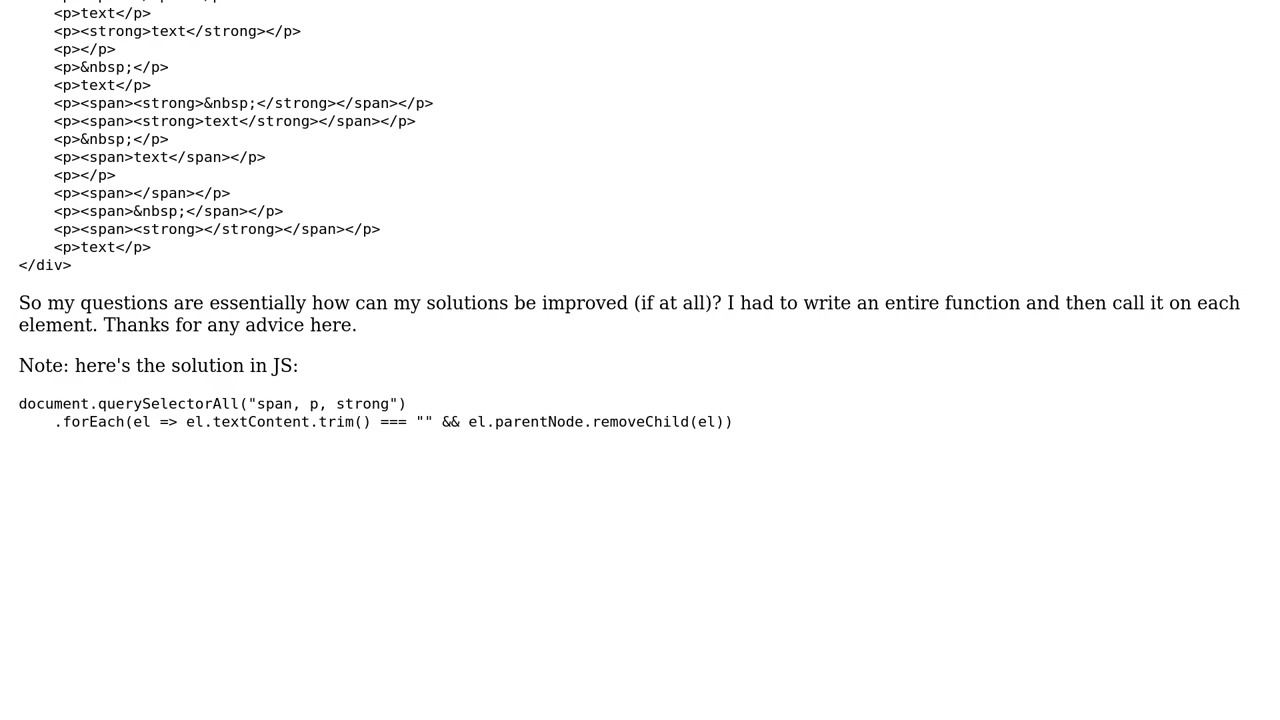 <p>text</p>
<p><strong>text</strong></p>
<p></p>
<p>&nbsp;</p>
<p>text</p>
<p><span><strong>&nbsp;</strong></span></p>
<p><span><strong>text</strong></span></p>
<p>&nbsp;</p>
<p><span>text</span></p>
<p></p>
<p><span></span></p>
<p><span>&nbsp;</span></p>
<p><span><strong></strong></span></p>
<p>text</p>
</div>
So my questions are essentially how can my solutions be improved (if at all)? I had to write an entire function and then call it on each
element. Thanks for any advice here.
Note: here's the solution in JS:
document.querySelectorAll("span, p, strong")
.forEach(el => el.textContent.trim() === "" && el.parentNode.removeChild(el))